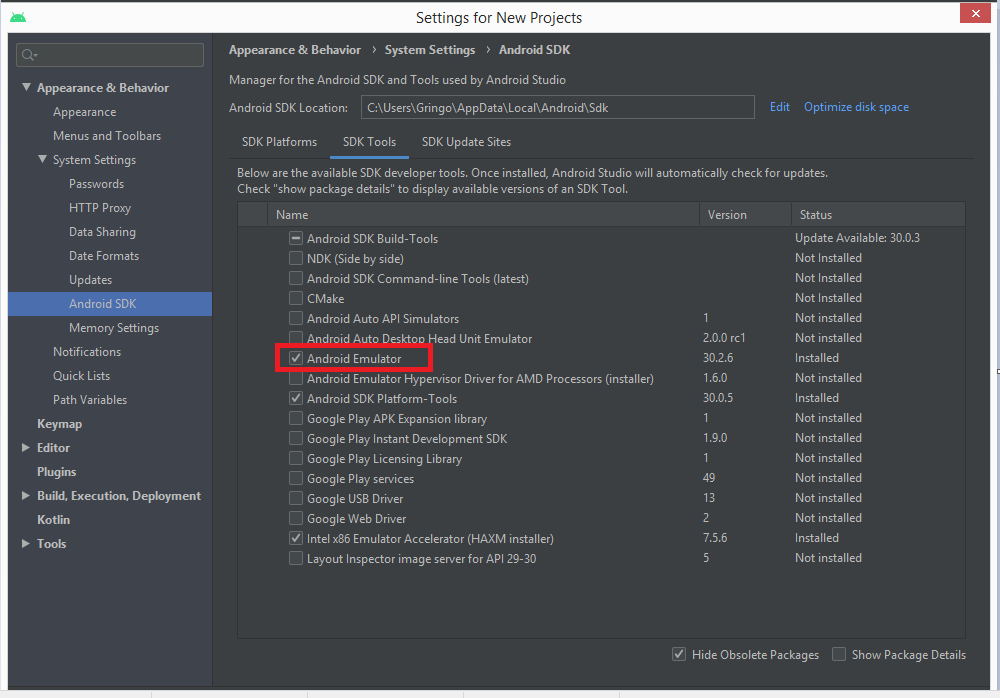 Settings for New Projects
Appearance & Behavior
Appearance
Menus and Toolbars
System Settings
Passwords
HTTP Proxy
Data Sharing
Date Formats
Updates
Android SDK
Memory Settings
Notifications
Quick Lists
Path Variables
Keymap
Editor
Plugins
Build, Execution, Deployment
Kotlin
Tools
Appearance & Behavior › System Settings › Android SDK
Manager for the Android SDK and Tools used by Android Studio
Android SDK Location: C:\Users\Gringo\AppData\Local\Android\Sdk Edit Optimize disk space
SDK Platforms SDK Tools SDK Update Sites
Below are the available SDK developer tools. Once installed, Android Studio will automatically check for updates.
Check "show package details" to display available versions of an SDK Tool.
Name Version Status
Android SDK Build-Tools Update Available: 30.0.3
NDK (Side by side) Not Installed
Android SDK Command-line Tools (latest) Not Installed
CMake Not Installed
Android Auto API Simulators 1 Not installed
Android Auto Desktop Head Unit Emulator 2.0.0 rc1 Not installed
Android Emulator 30.2.6 Installed
Android Emulator Hypervisor Driver for AMD Processors (installer) 1.6.0 Not installed
Android SDK Platform-Tools 30.0.5 Installed
Google Play APK Expansion library 1 Not installed
Google Play Instant Development SDK 1.9.0 Not installed
Google Play Licensing Library 1 Not installed
Google Play services 49 Not installed
Google USB Driver 13 Not installed
Google Web Driver 2 Not installed
Intel x86 Emulator Accelerator (HAXM installer) 7.5.6 Installed
Layout Inspector image server for API 29-30 5 Not installed
Hide Obsolete Packages Show Package Details